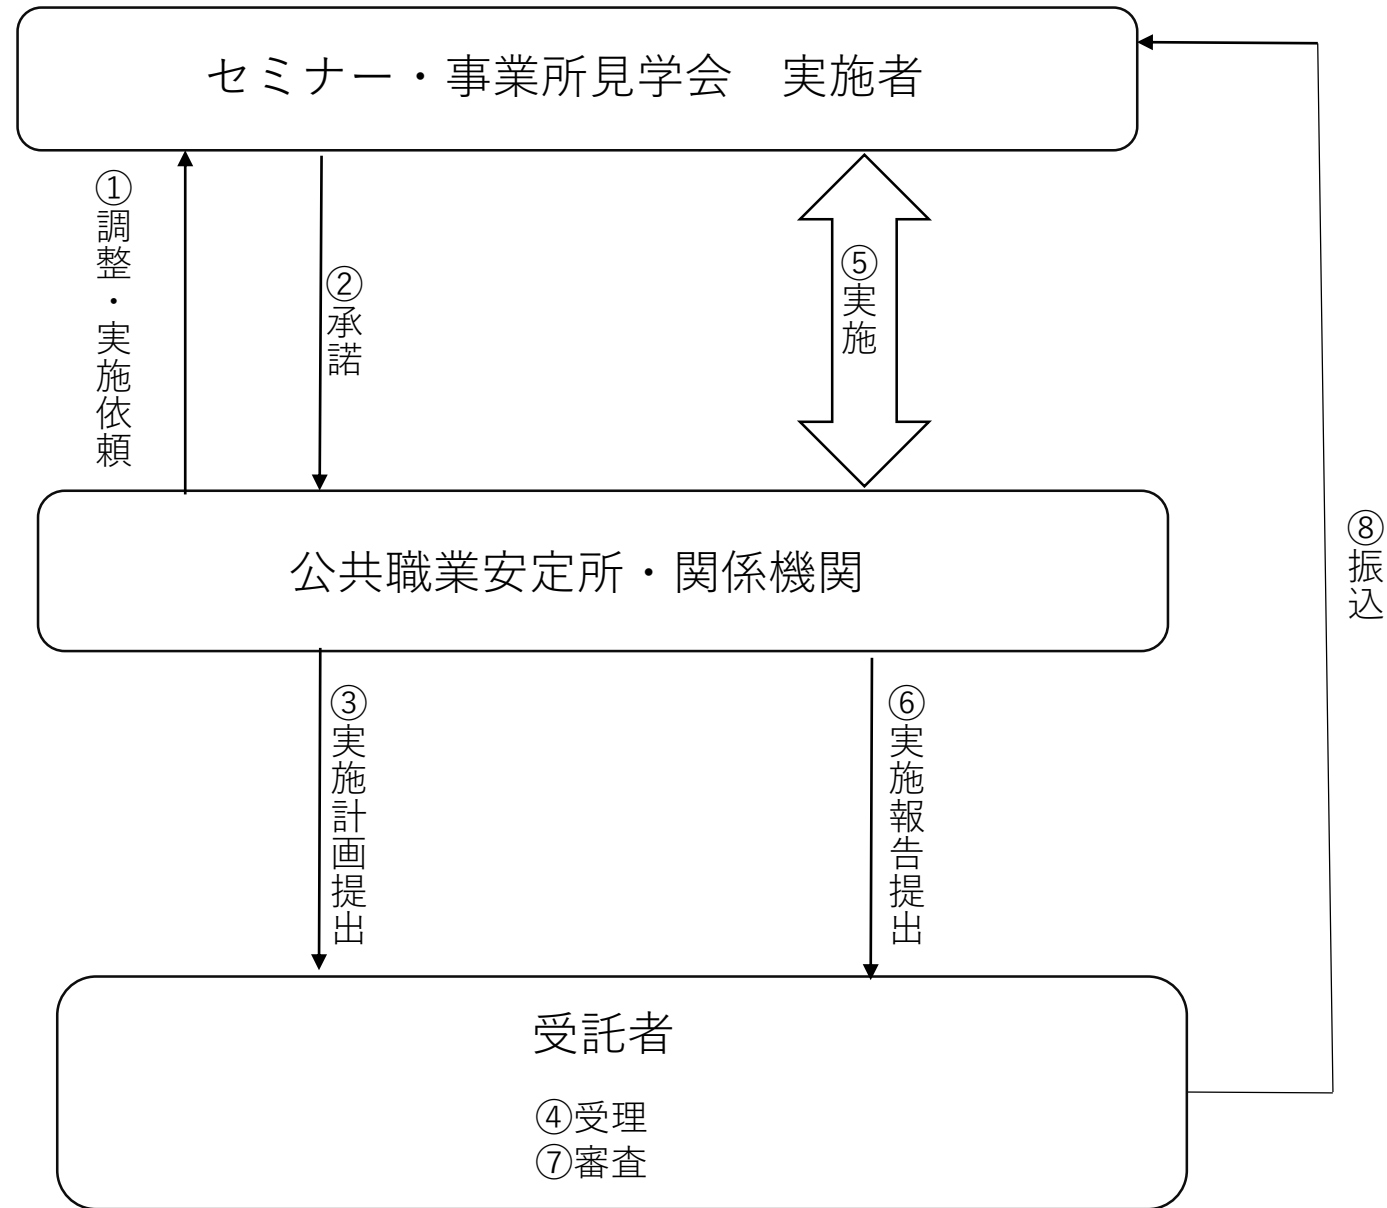 セミナー・事業所見学会　実施者
①調整・実施依頼
②承諾
⑤実施
公共職業安定所・関係機関
⑧振込
③実施計画提出
⑥実施報告提出
受託者
④受理
⑦審査